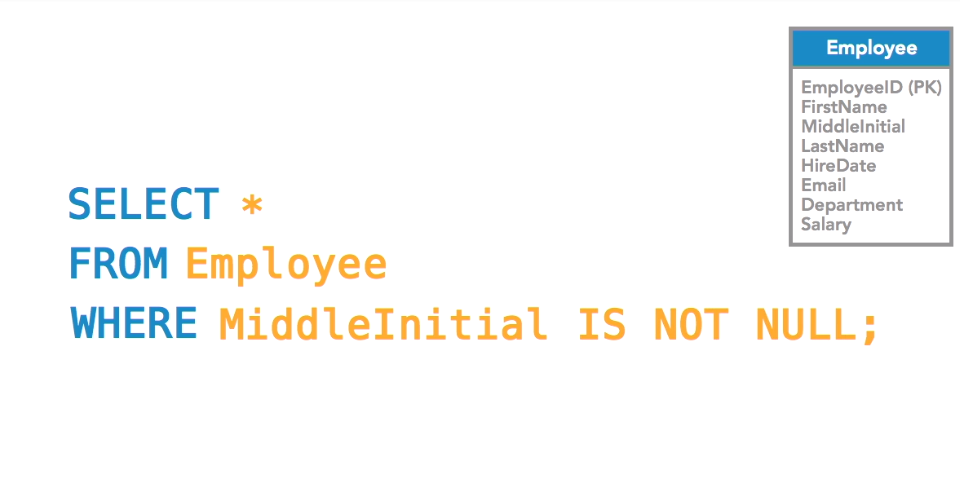 Employee
EmployeeID (PK)
FirstName
MiddleInitial
LastName
HireDate
Email
Department
Salary
SELECT *
FROM Employee
WHERE MiddleInitial IS NOT NULL;